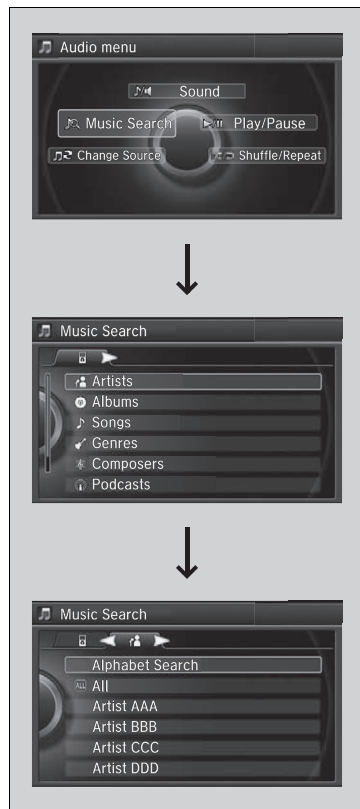 Audio menu
Sound
Music Search
Play/Pause
Change Source
Shuffle/Repeat
Music Search
Artists
Albums
Songs
Genres
Composers
Podcasts
Music Search
Alphabet Search
ALL All
Artist AAA
Artist BBB
Artist CCC
Artist DDD